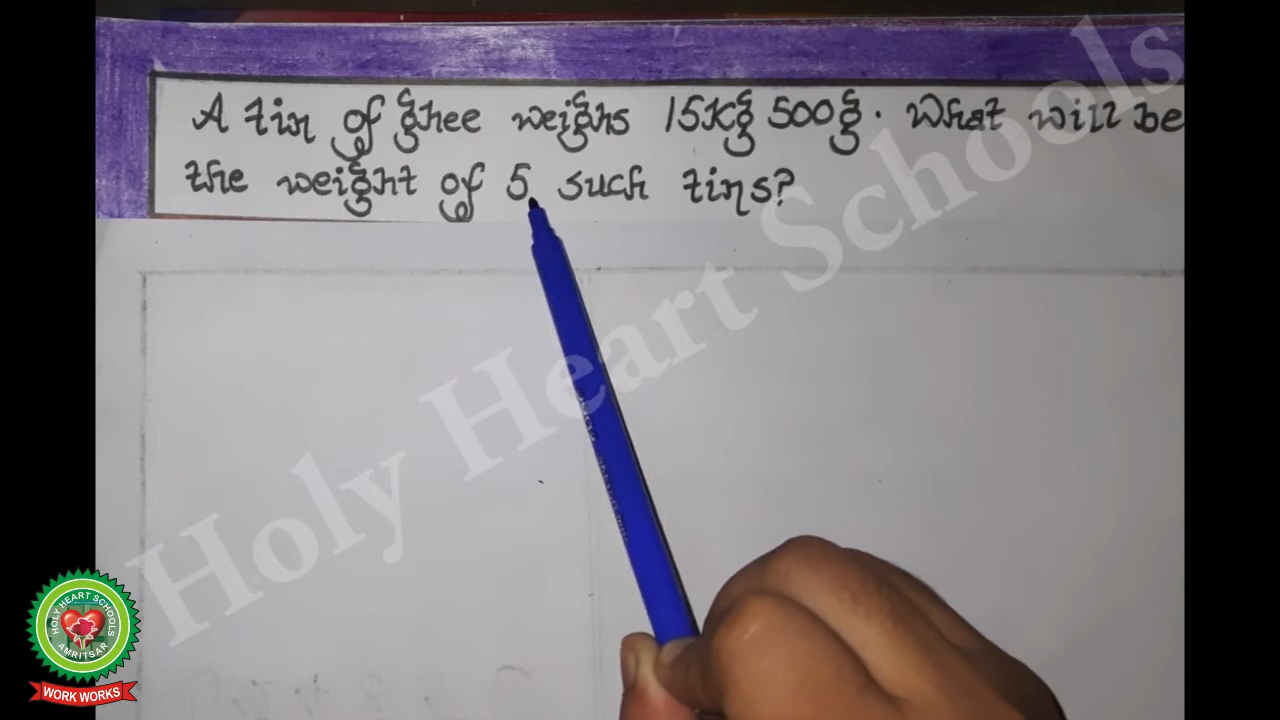 A tin of ghee weighs 15Kg 500g. What will be
the weight of 5 such tins?
Holy Heart Schools
HOLY HEART SCHOOLS
AMRITSAR
WORK WORKS